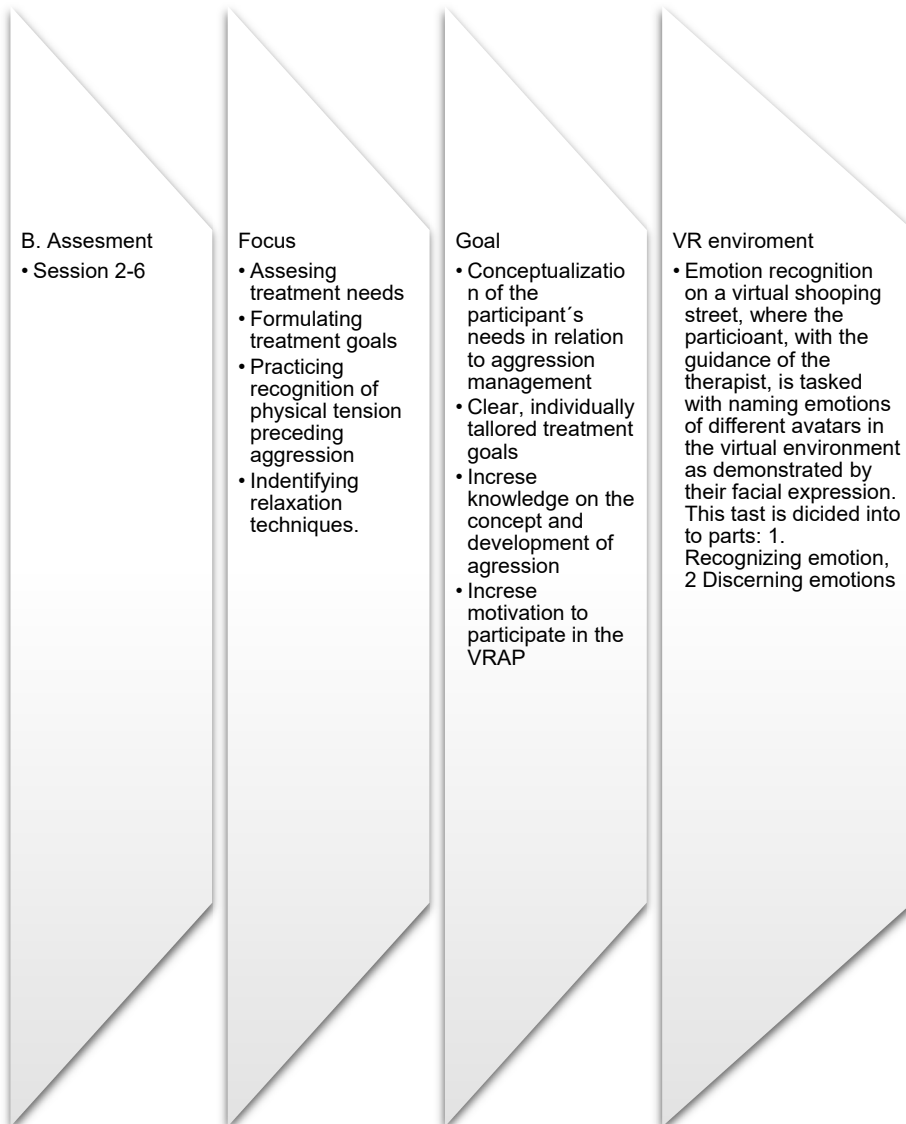 B. Assesment
• Session 2-6
Focus
• Assesing
treatment needs
• Formulating
treatment goals
• Practicing
recognition of
physical tension
preceding
aggression
• Indentifying
relaxation
techniques.
Goal
• Conceptualizatio
n of the
participant´s
needs in relation
to aggression
management
• Clear, individually
tallored treatment
goals
• Increse
knowledge on the
concept and
development of
agression
• Increse
motivation to
participate in the
VRAP
VR enviroment
• Emotion recognition
on a virtual shooping
street, where the
particioant, with the
guidance of the
therapist, is tasked
with naming emotions
of different avatars in
the virtual environment
as demonstrated by
their facial expression.
This tast is dicided into
to parts: 1.
Recognizing emotion,
2 Discerning emotions